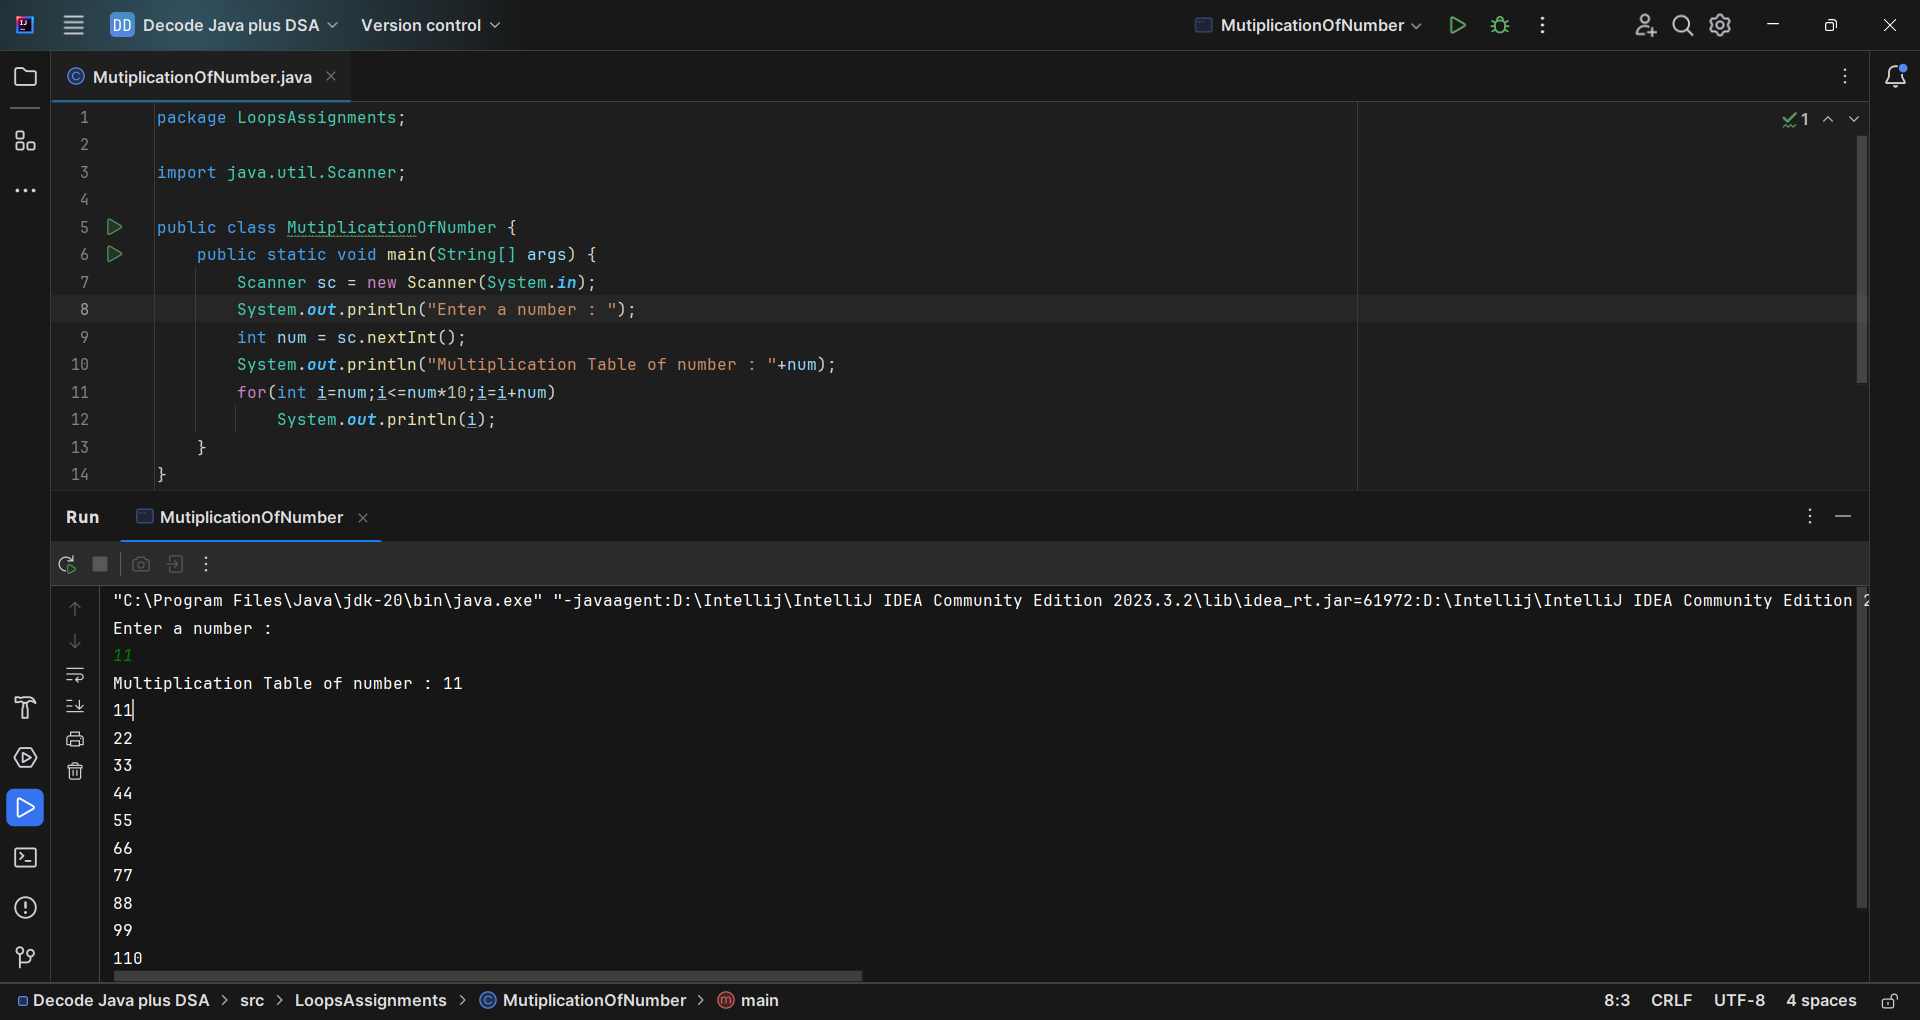 DD Decode Java plus DSA Version control MutiplicationOfNumber
MutiplicationOfNumber.java
1 package LoopsAssignments;
2
3 import java.util.Scanner;
4
5 public class MutiplicationOfNumber {
6 public static void main(String[] args) {
7 Scanner sc = new Scanner(System.in);
8 System.out.println("Enter a number : ");
9 int num = sc.nextInt();
10 System.out.println("Multiplication Table of number : "+num);
11 for(int i=num;i<=num*10;i=i+num)
12 System.out.println(i);
13 }
14 }
1
Run MutiplicationOfNumber
"C:\Program Files\Java\jdk-20\bin\java.exe" "-javaagent:D:\Intellij\IntelliJ IDEA Community Edition 2023.3.2\lib\idea_rt.jar=61972:D:\Intellij\IntelliJ IDEA Community Edition 2
Enter a number :
11
Multiplication Table of number : 11
11
22
33
44
55
66
77
88
99
110
Decode Java plus DSA > src > LoopsAssignments > MutiplicationOfNumber > main 8:3 CRLF UTF-8 4 spaces